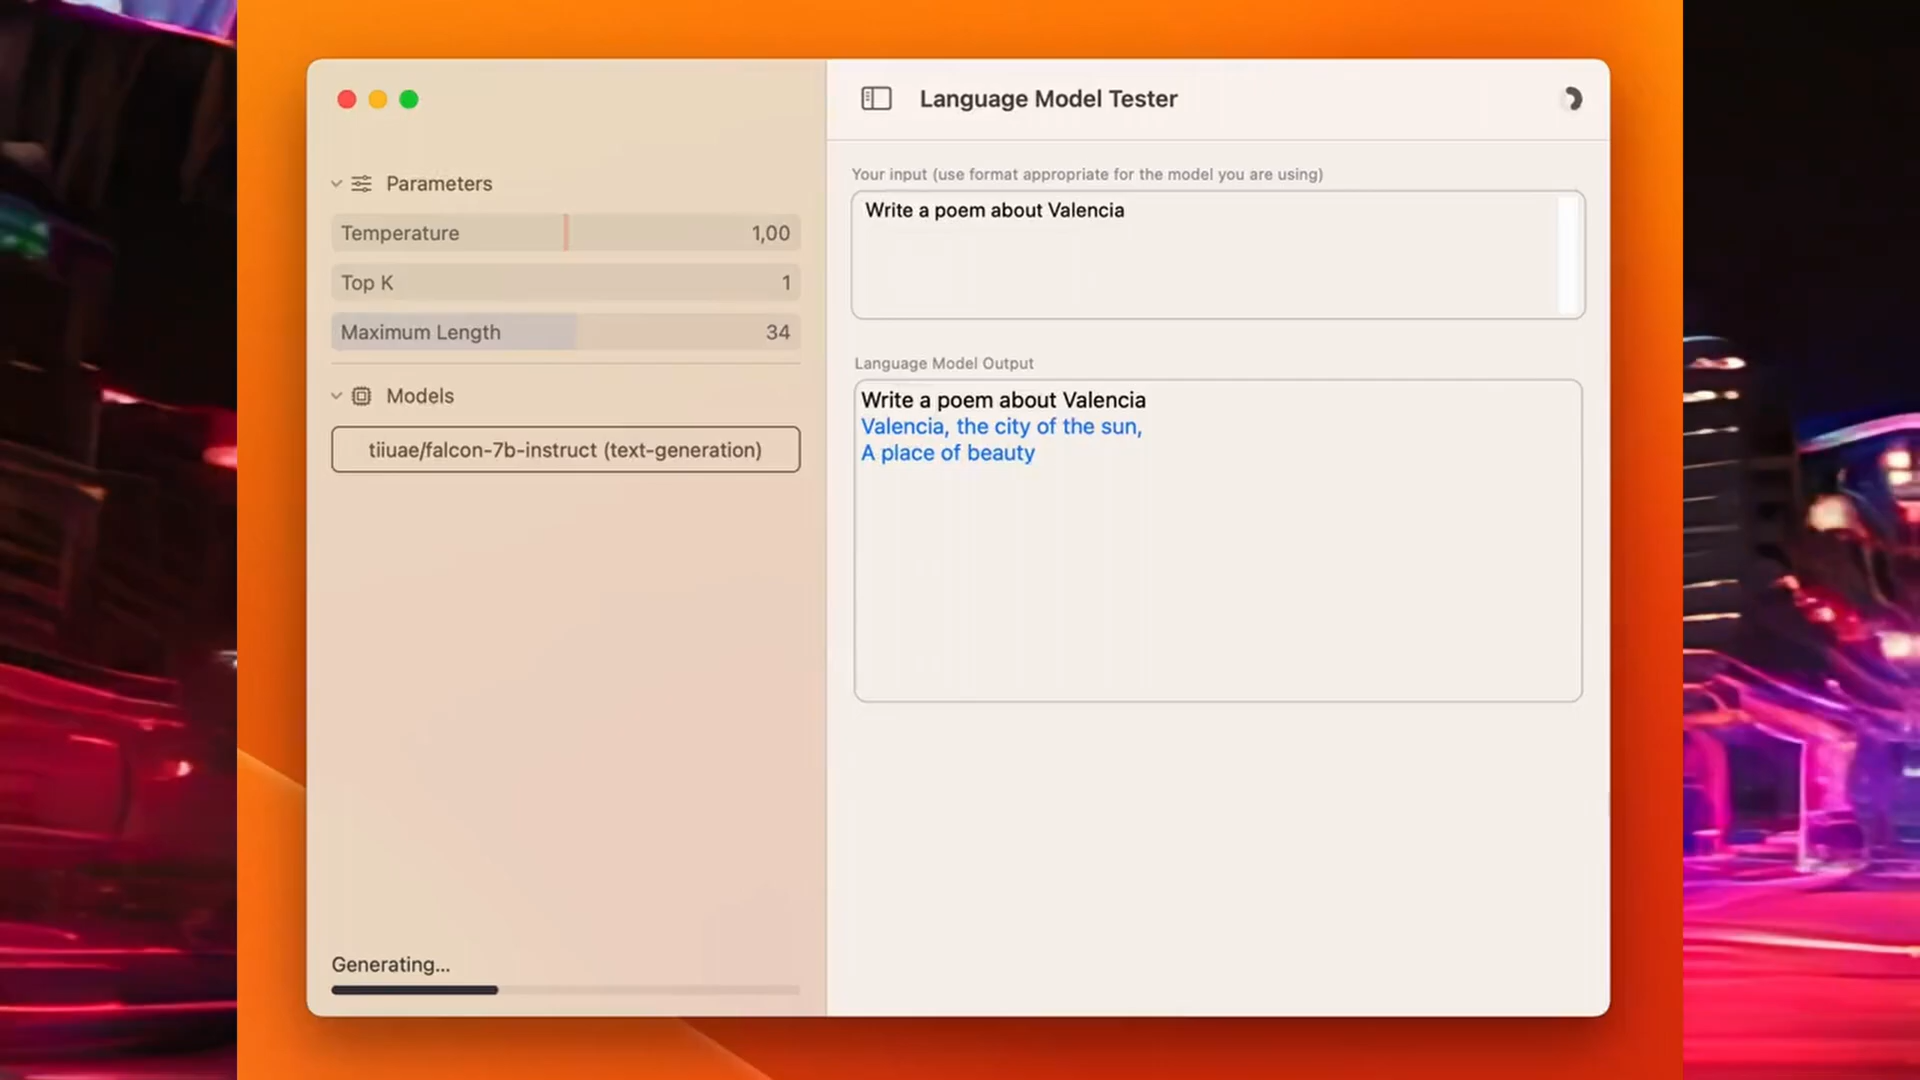 Language Model Tester
Parameters
Temperature 1,00
Top K 1
Maximum Length 34
Models
tiiuae/falcon-7b-instruct (text-generation)
Generating...
Your input (use format appropriate for the model you are using)
Write a poem about Valencia
Language Model Output
Write a poem about Valencia
Valencia, the city of the sun,
A place of beauty